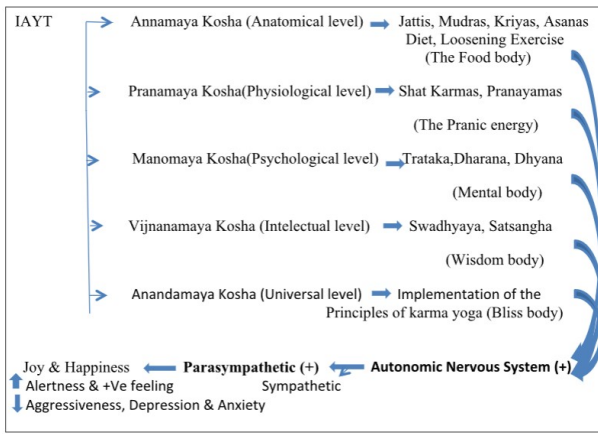 IAYT
Annamaya Kosha (Anatomical level)
Jattis, Mudras, Kriyas, Asanas
Diet, Loosening Exercise
(The Food body)
Pranamaya Kosha(Physiological level)
Shat Karmas, Pranayamas
(The Pranic energy)
Manomaya Kosha(Psychological level)
Trataka,Dharana, Dhyana
(Mental body)
Vijnanamaya Kosha (Intelectual level)
Swadhyaya, Satsangha
(Wisdom body)
Anandamaya Kosha (Universal level)
Implementation of the
Principles of karma yoga (Bliss body)
Joy & Happiness
Parasympathetic (+)
Autonomic Nervous System (+)
Alertness & +Ve feeling
Sympathetic
Aggressiveness, Depression & Anxiety